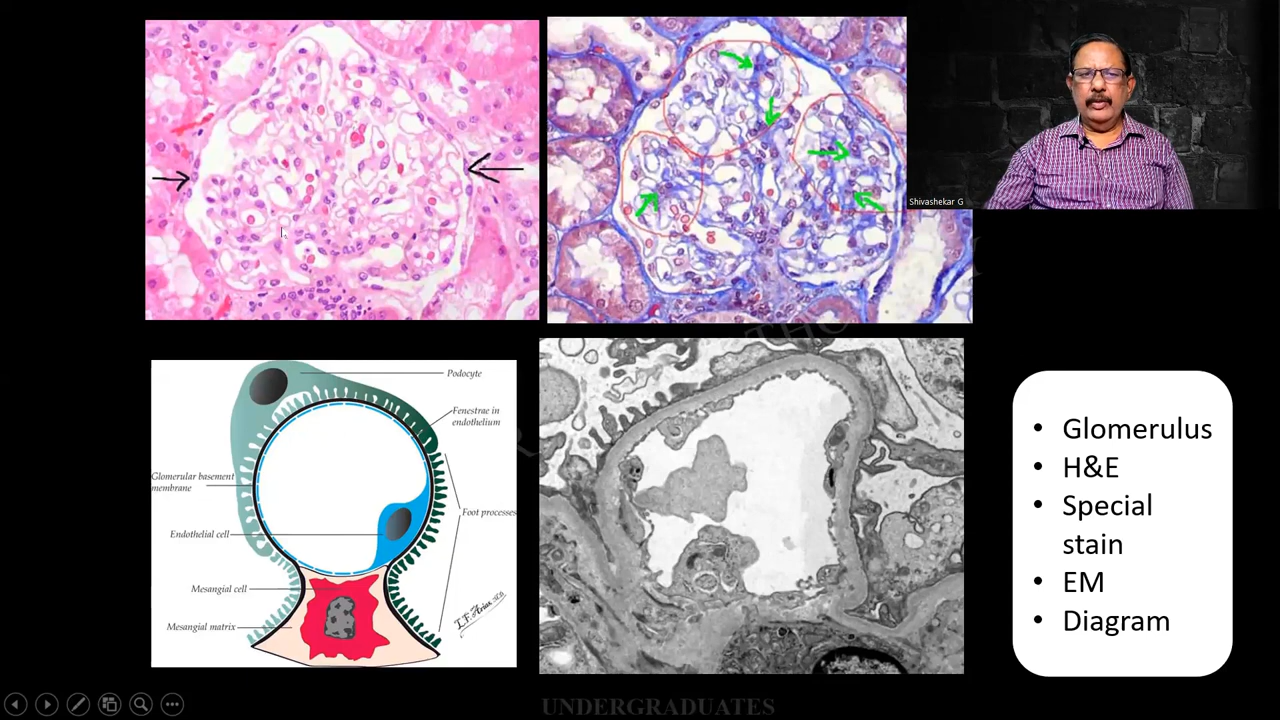 Shivashekar G
Podocyte
Fenestrae in
endothelium
Glomerular basement
membrane
Foot processes
Endothelial cell
Mesangial cell
Mesangial matrix
• Glomerulus
• H&E
• Special
stain
• EM
• Diagram
UNDERGRADUATES